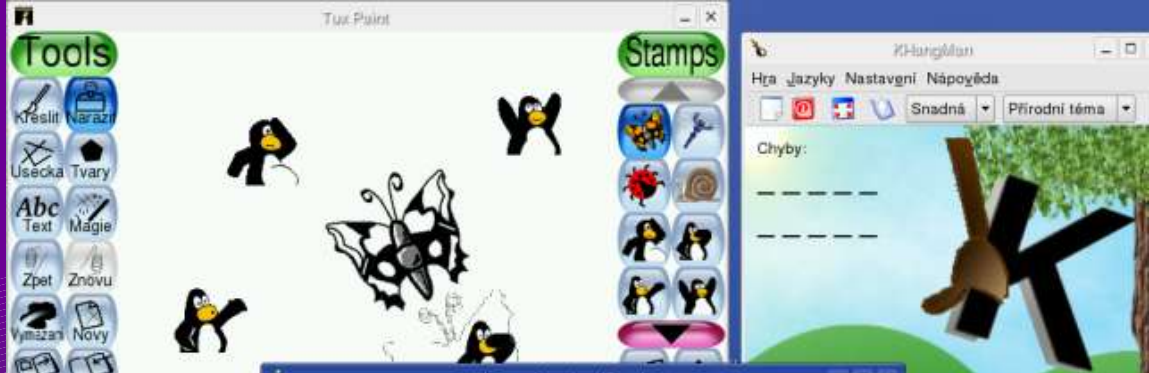 Tux Paint
Tools
Stamps
Kreslit Narazit
Usecka Tvary
Abc
Text Magie
Zpet Znovu
Vymazani Novy
KHangMan
Hra Jazyky Nastavení Nápověda
Snadná Přírodní téma
Chyby:
_ _ _ _ _
_ _ _ _ _
K